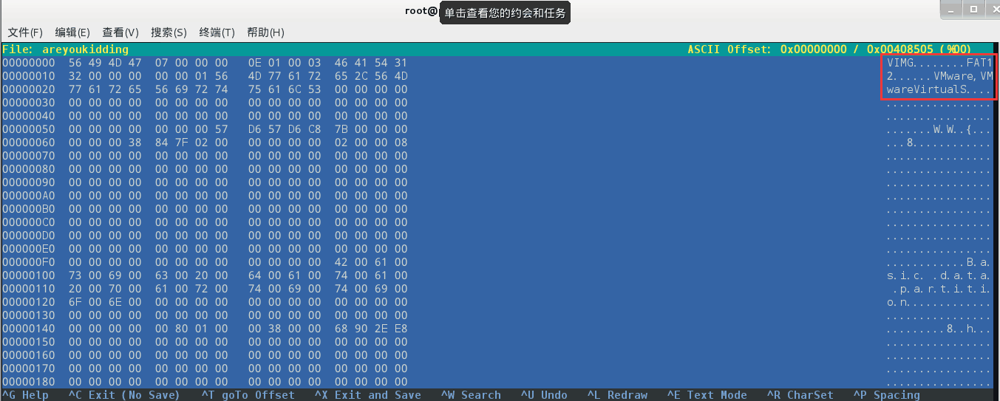 root@
单击查看您的约会和任务
文件(F) 编辑(E) 查看(V) 搜索(S) 终端(T) 帮助(H)
File: areyoukidding ASCII Offset: 0x00000000 / 0x00408505 (%00)
00000000 56 49 4D 47 07 00 00 00 0E 01 00 03 46 41 54 31 VIMG........FAT1
00000010 32 00 00 00 00 00 01 56 4D 77 61 72 65 2C 56 4D 2......VMware,VM
00000020 77 61 72 65 56 69 72 74 75 61 6C 53 00 00 00 00 wareVirtualS....
00000030 00 00 00 00 00 00 00 00 00 00 00 00 00 00 00 00 ................
00000040 00 00 00 00 00 00 00 00 00 00 00 00 00 00 00 00 ................
00000050 00 00 00 00 00 00 00 57 D6 57 D6 C8 7B 00 00 00 .......W.W..{...
00000060 00 00 00 38 84 7F 02 00 00 00 00 00 02 00 00 08 ...8............
00000070 00 00 00 00 00 00 00 00 00 00 00 00 00 00 00 00 ................
00000080 00 00 00 00 00 00 00 00 00 00 00 00 00 00 00 00 ................
00000090 00 00 00 00 00 00 00 00 00 00 00 00 00 00 00 00 ................
000000A0 00 00 00 00 00 00 00 00 00 00 00 00 00 00 00 00 ................
000000B0 00 00 00 00 00 00 00 00 00 00 00 00 00 00 00 00 ................
000000C0 00 00 00 00 00 00 00 00 00 00 00 00 00 00 00 00 ................
000000D0 00 00 00 00 00 00 00 00 00 00 00 00 00 00 00 00 ................
000000E0 00 00 00 00 00 00 00 00 00 00 00 00 00 00 00 00 ................
000000F0 00 00 00 00 00 00 00 00 00 00 00 00 42 00 61 00 ............B.a.
00000100 73 00 69 00 63 00 20 00 64 00 61 00 74 00 61 00 s.i.c. .d.a.t.a.
00000110 20 00 70 00 61 00 72 00 74 00 69 00 74 00 69 00  .p.a.r.t.i.t.i.
00000120 6F 00 6E 00 00 00 00 00 00 00 00 00 00 00 00 00 o.n.............
00000130 00 00 00 00 00 00 00 00 00 00 00 00 00 00 00 00 ................
00000140 00 00 00 00 00 80 01 00 00 38 00 00 68 90 2E E8 .........8..h...
00000150 00 00 00 00 00 00 00 00 00 00 00 00 00 00 00 00 ................
00000160 00 00 00 00 00 00 00 00 00 00 00 00 00 00 00 00 ................
00000170 00 00 00 00 00 00 00 00 00 00 00 00 00 00 00 00 ................
00000180 00 00 00 00 00 00 00 00 00 00 00 00 00 00 00 00 ................
^G Help ^C Exit (No Save) ^T goTo Offset ^X Exit and Save ^W Search ^U Undo ^L Redraw ^E Text Mode ^R CharSet ^P Spacing